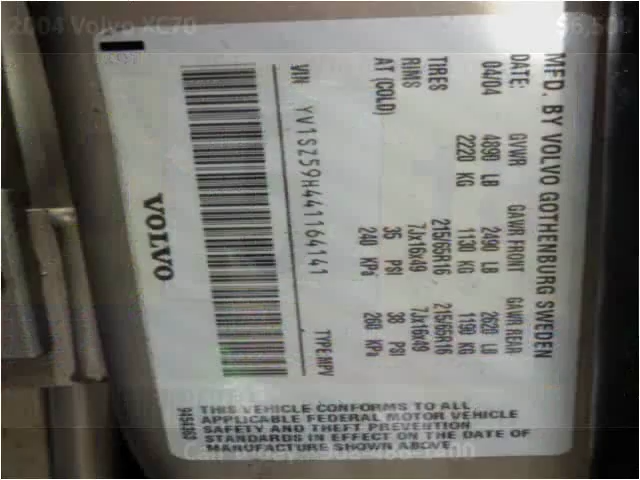 2004 Volvo XC70
$6,500
MFD. BY VOLVO GOTHENBURG SWEDEN
DATE: GVWR GAWR FRONT GAWR REAR
04/04 4890 LB 2490 LB 2620 LB
2220 KG 1130 KG 1190 KG
TIRES 215/65R16 215/65R16
RIMS 7Jx16x49 7Jx16x49
AT (COLD) 35 PSI 38 PSI
240 KPa 260 KPa
VIN YV1SZ59H441164141 TYPE:MPV
VOLVO
THIS VEHICLE CONFORMS TO ALL
APPLICABLE FEDERAL MOTOR VEHICLE
SAFETY AND THEFT PREVENTION
STANDARDS IN EFFECT ON THE DATE OF
MANUFACTURE SHOWN ABOVE.